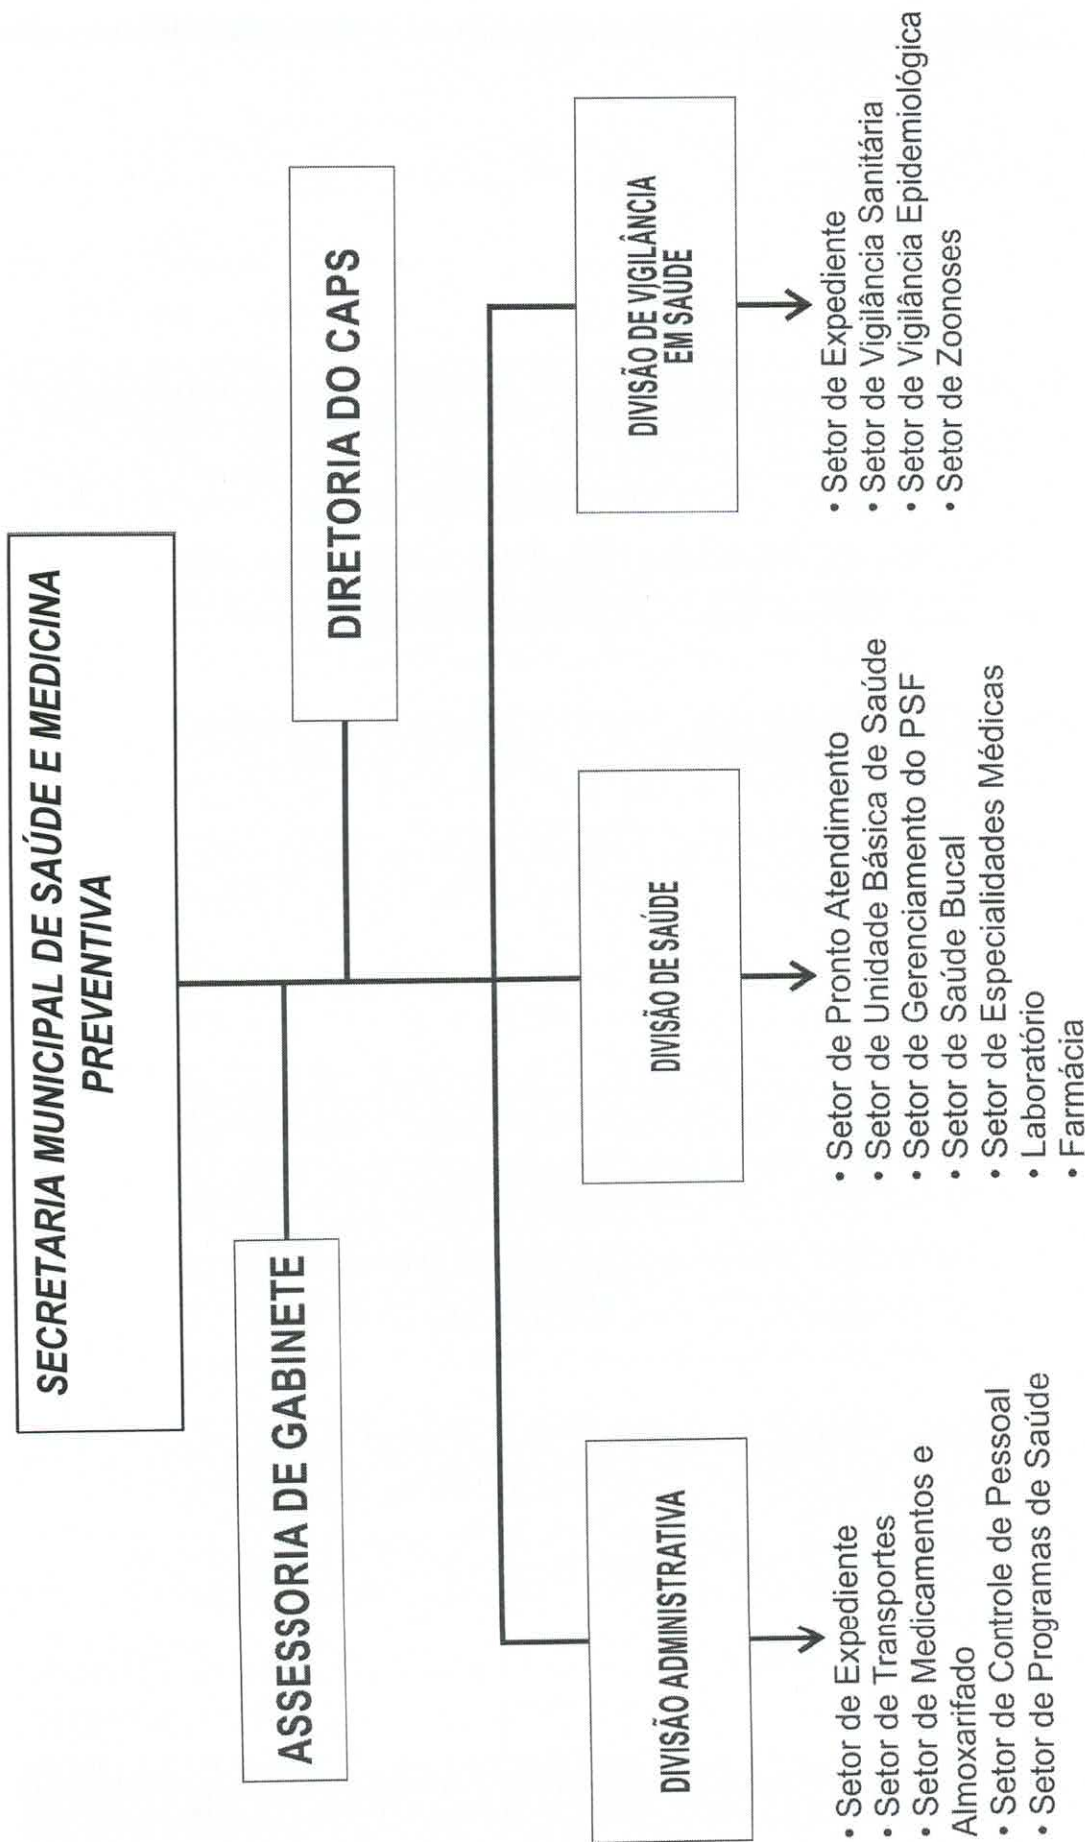 SECRETARIA MUNICIPAL DE SAÚDE E MEDICINA
PREVENTIVA
ASSESSORIA DE GABINETE
DIRETORIA DO CAPS
DIVISÃO ADMINISTRATIVA
• Setor de Expediente
• Setor de Transportes
• Setor de Medicamentos e
Almoxarifado
• Setor de Controle de Pessoal
• Setor de Programas de Saúde
DIVISÃO DE SAÚDE
• Setor de Pronto Atendimento
• Setor de Unidade Básica de Saúde
• Setor de Gerenciamento do PSF
• Setor de Saúde Bucal
• Setor de Especialidades Médicas
• Laboratório
• Farmácia
DIVISÃO DE VIGILÂNCIA
EM SAÚDE
• Setor de Expediente
• Setor de Vigilância Sanitária
• Setor de Vigilância Epidemiológica
• Setor de Zoonoses